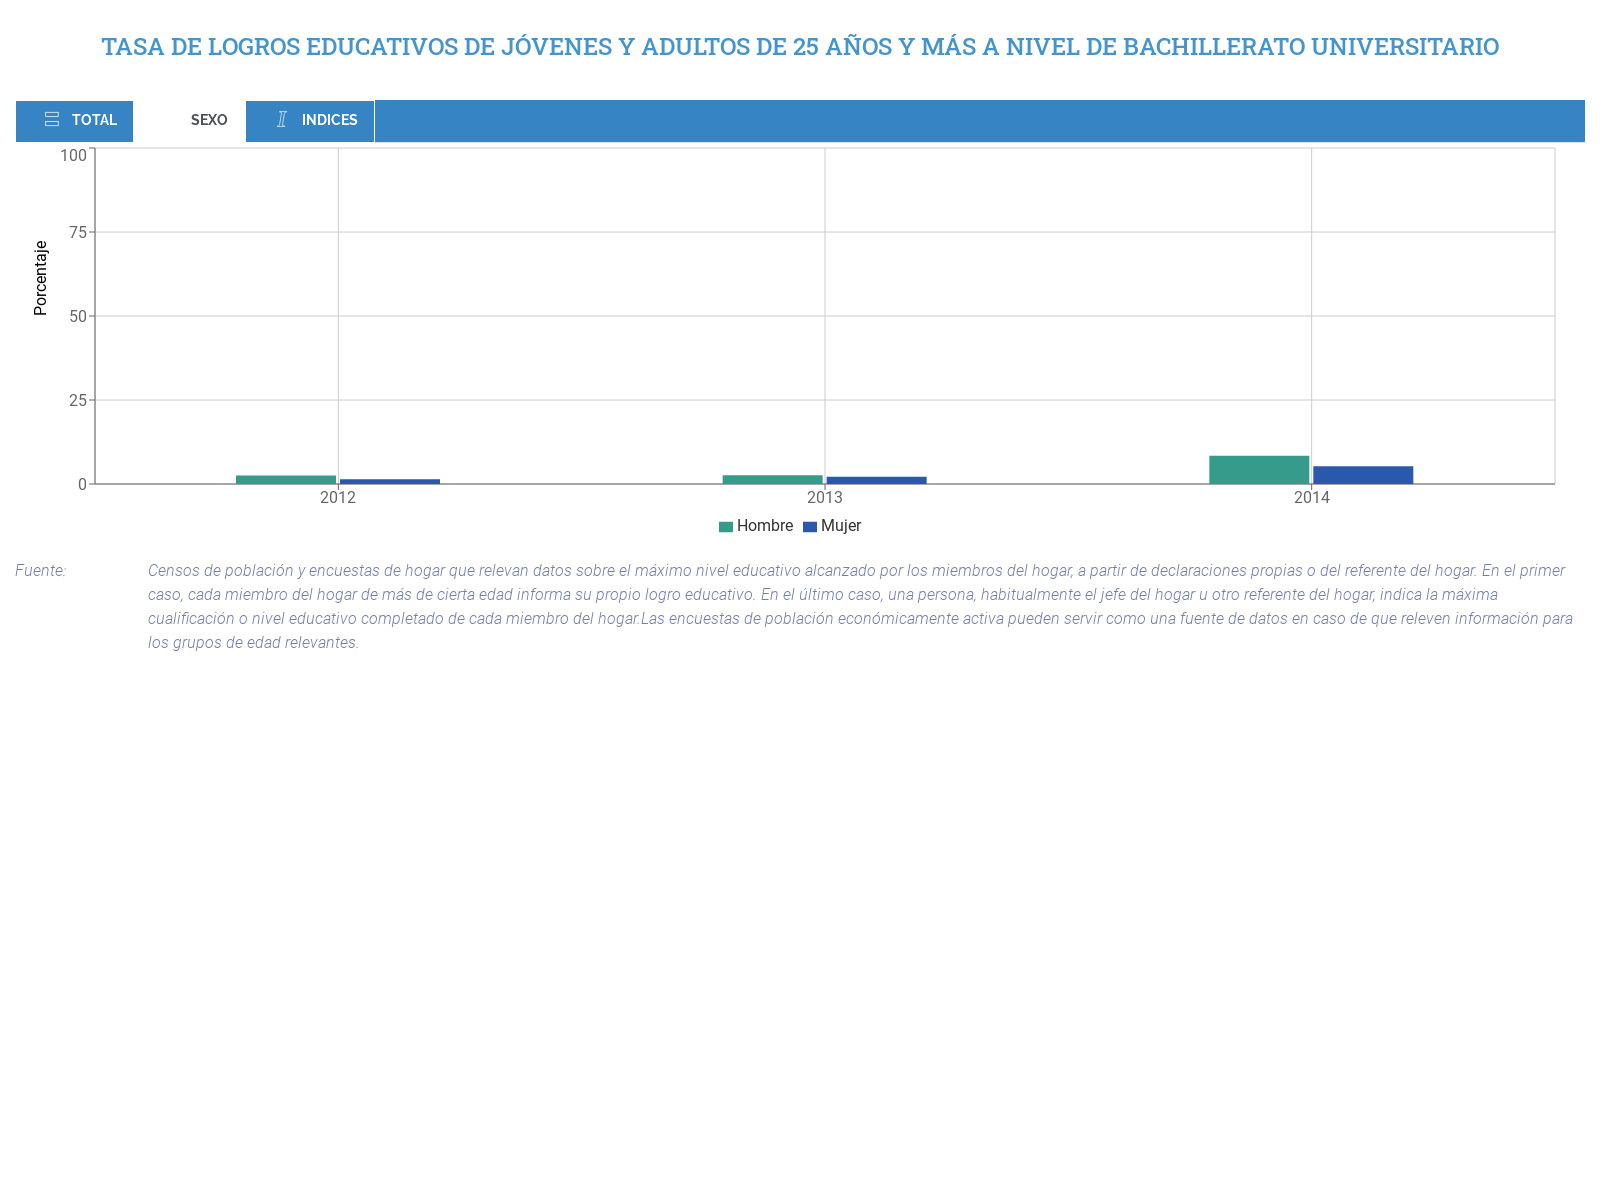 TASA DE LOGROS EDUCATIVOS DE JÓVENES Y ADULTOS DE 25 AÑOS Y MÁS A NIVEL DE BACHILLERATO UNIVERSITARIO
TOTAL SEXO INDICES
100
75
50
25
0
Porcentaje
2012 2013 2014
Hombre Mujer
Fuente: Censos de población y encuestas de hogar que relevan datos sobre el máximo nivel educativo alcanzado por los miembros del hogar, a partir de declaraciones propias o del referente del hogar. En el primer
caso, cada miembro del hogar de más de cierta edad informa su propio logro educativo. En el último caso, una persona, habitualmente el jefe del hogar u otro referente del hogar, indica la máxima
cualificación o nivel educativo completado de cada miembro del hogar.Las encuestas de población económicamente activa pueden servir como una fuente de datos en caso de que releven información para
los grupos de edad relevantes.